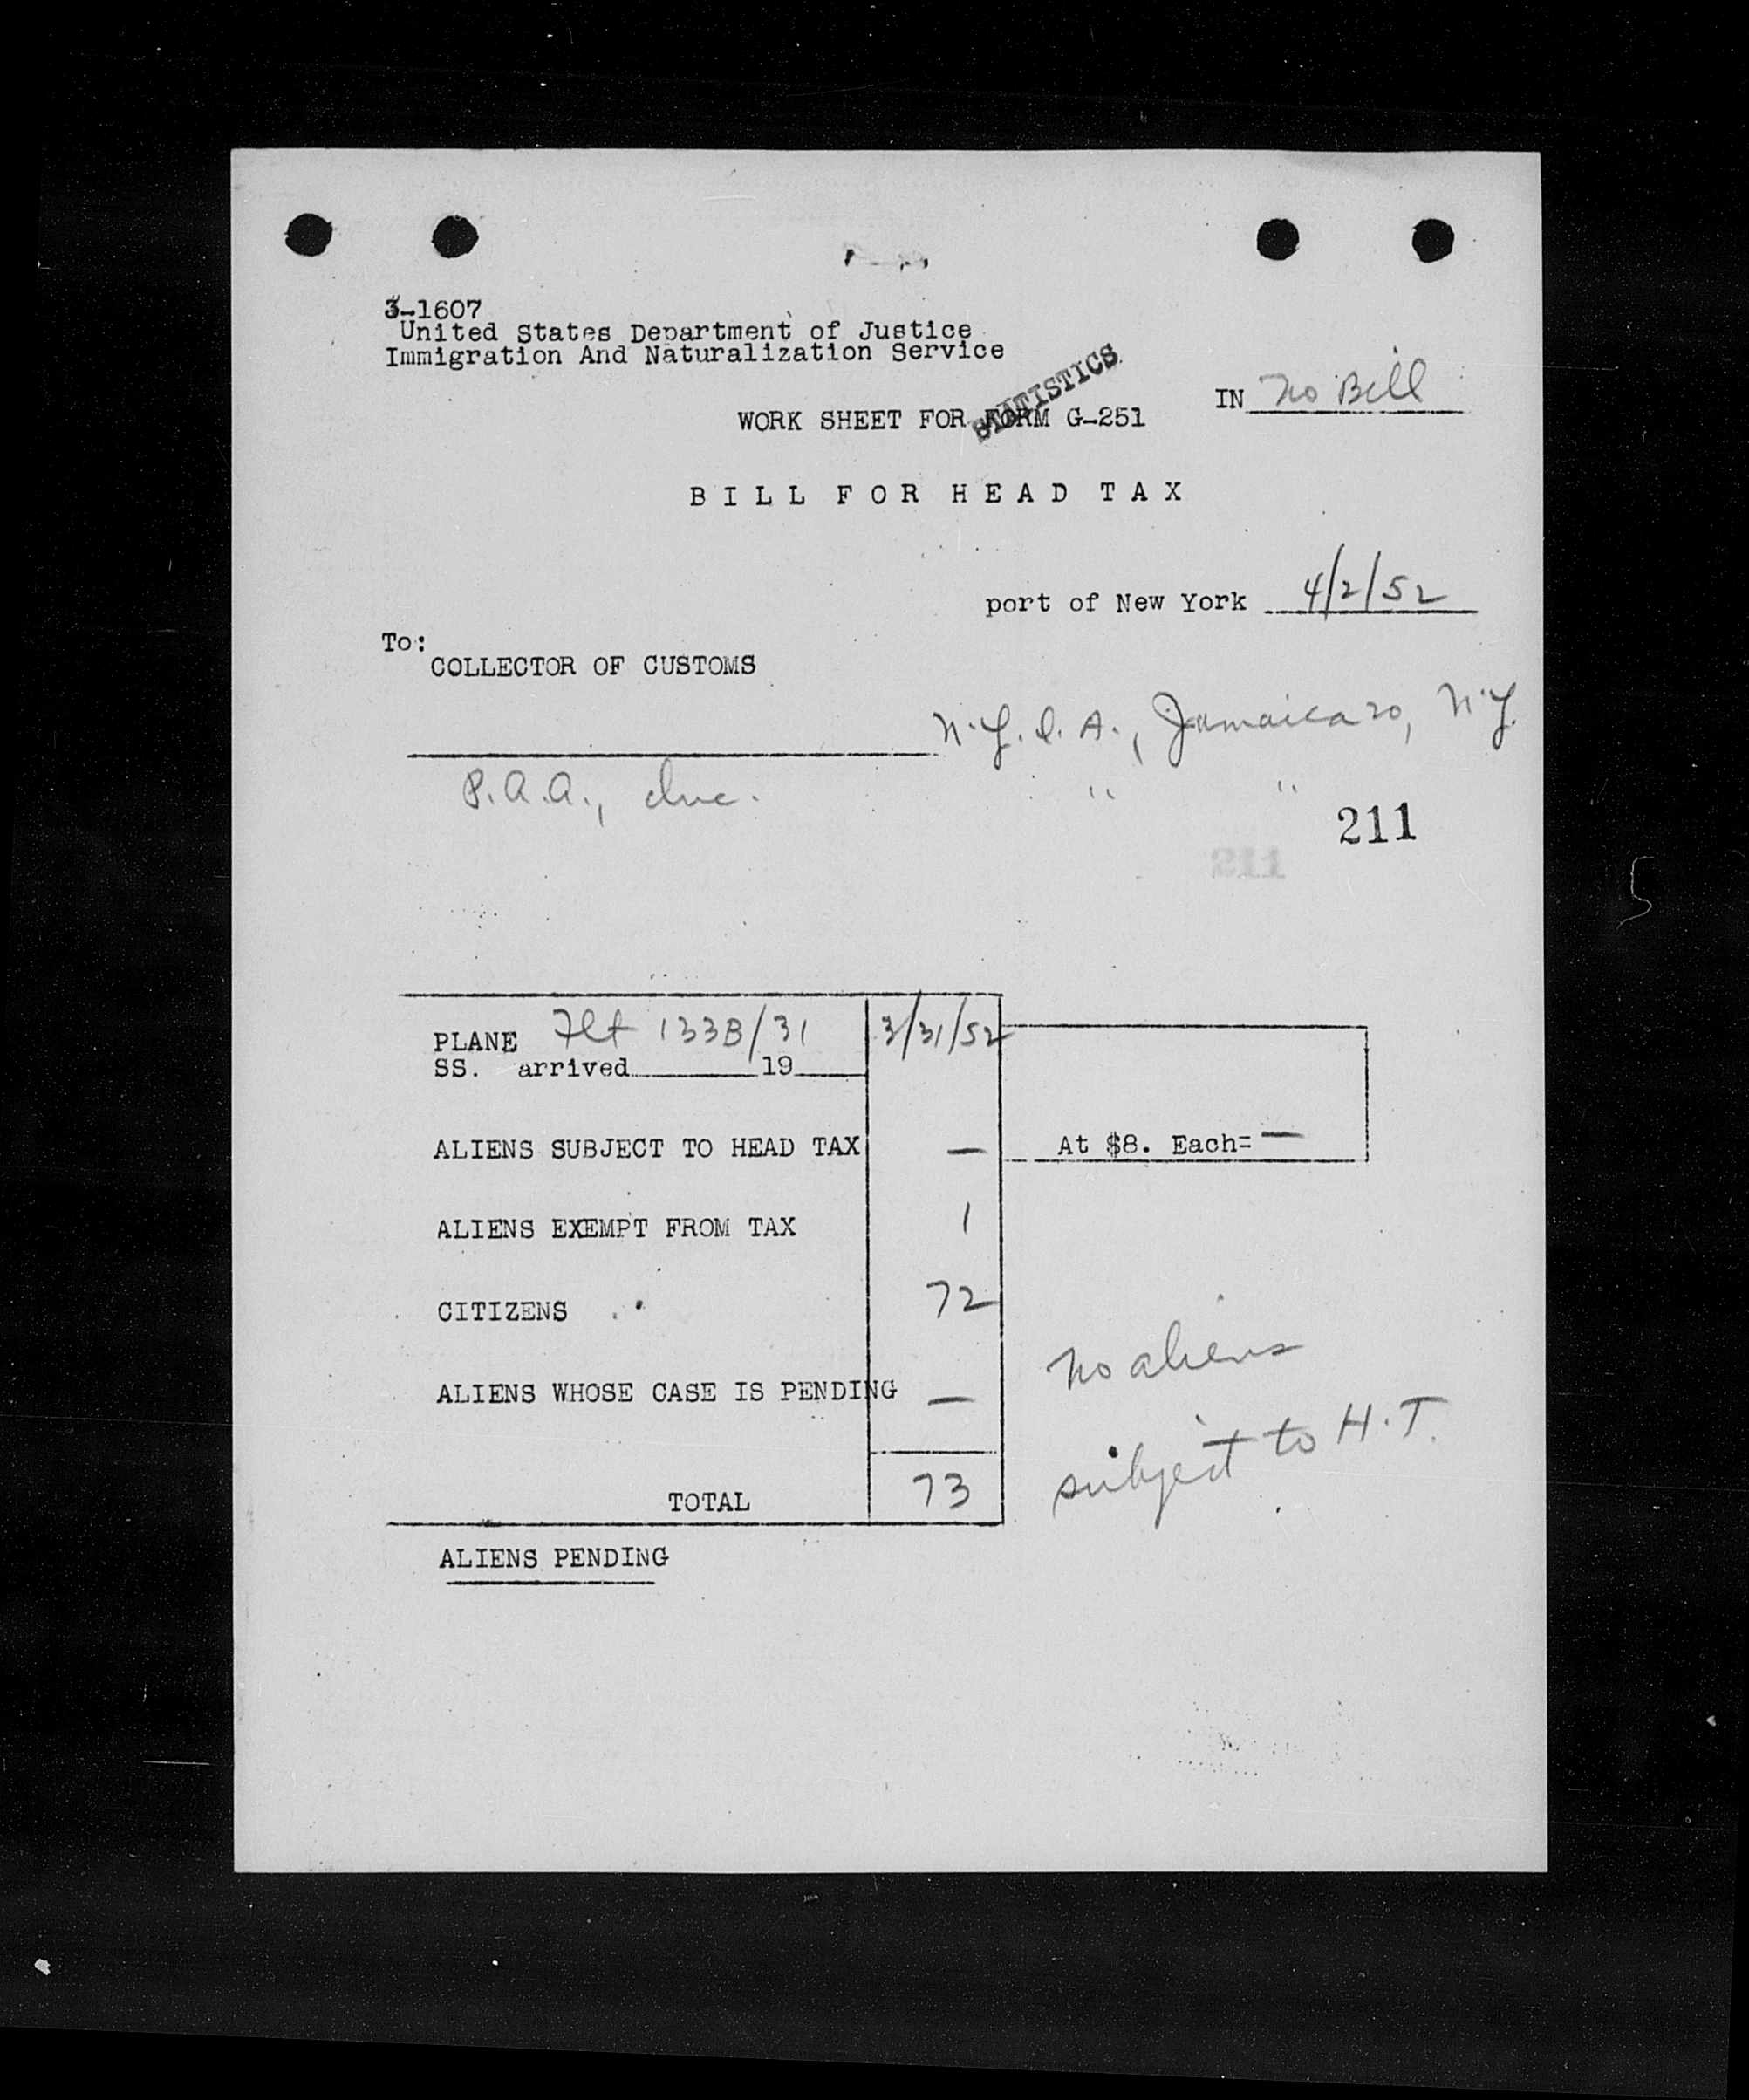 3-1607
United States Department of Justice
Immigration And Naturalization Service
STATISTICS
IN No Bill
WORK SHEET FOR FORM G-251
BILL FOR HEAD TAX
port of New York 4/2/52
To:
COLLECTOR OF CUSTOMS
N.Y.I.A., Jamaica 30, N.Y.
P.A.A., Inc. " "
211
211
5
PLANE Flt 133B/31 3/31/52
SS. arrived 19
ALIENS SUBJECT TO HEAD TAX — At $8. Each= —
ALIENS EXEMPT FROM TAX 1
CITIZENS 72
No aliens
ALIENS WHOSE CASE IS PENDING —
subject to H.T.
TOTAL 73
ALIENS PENDING